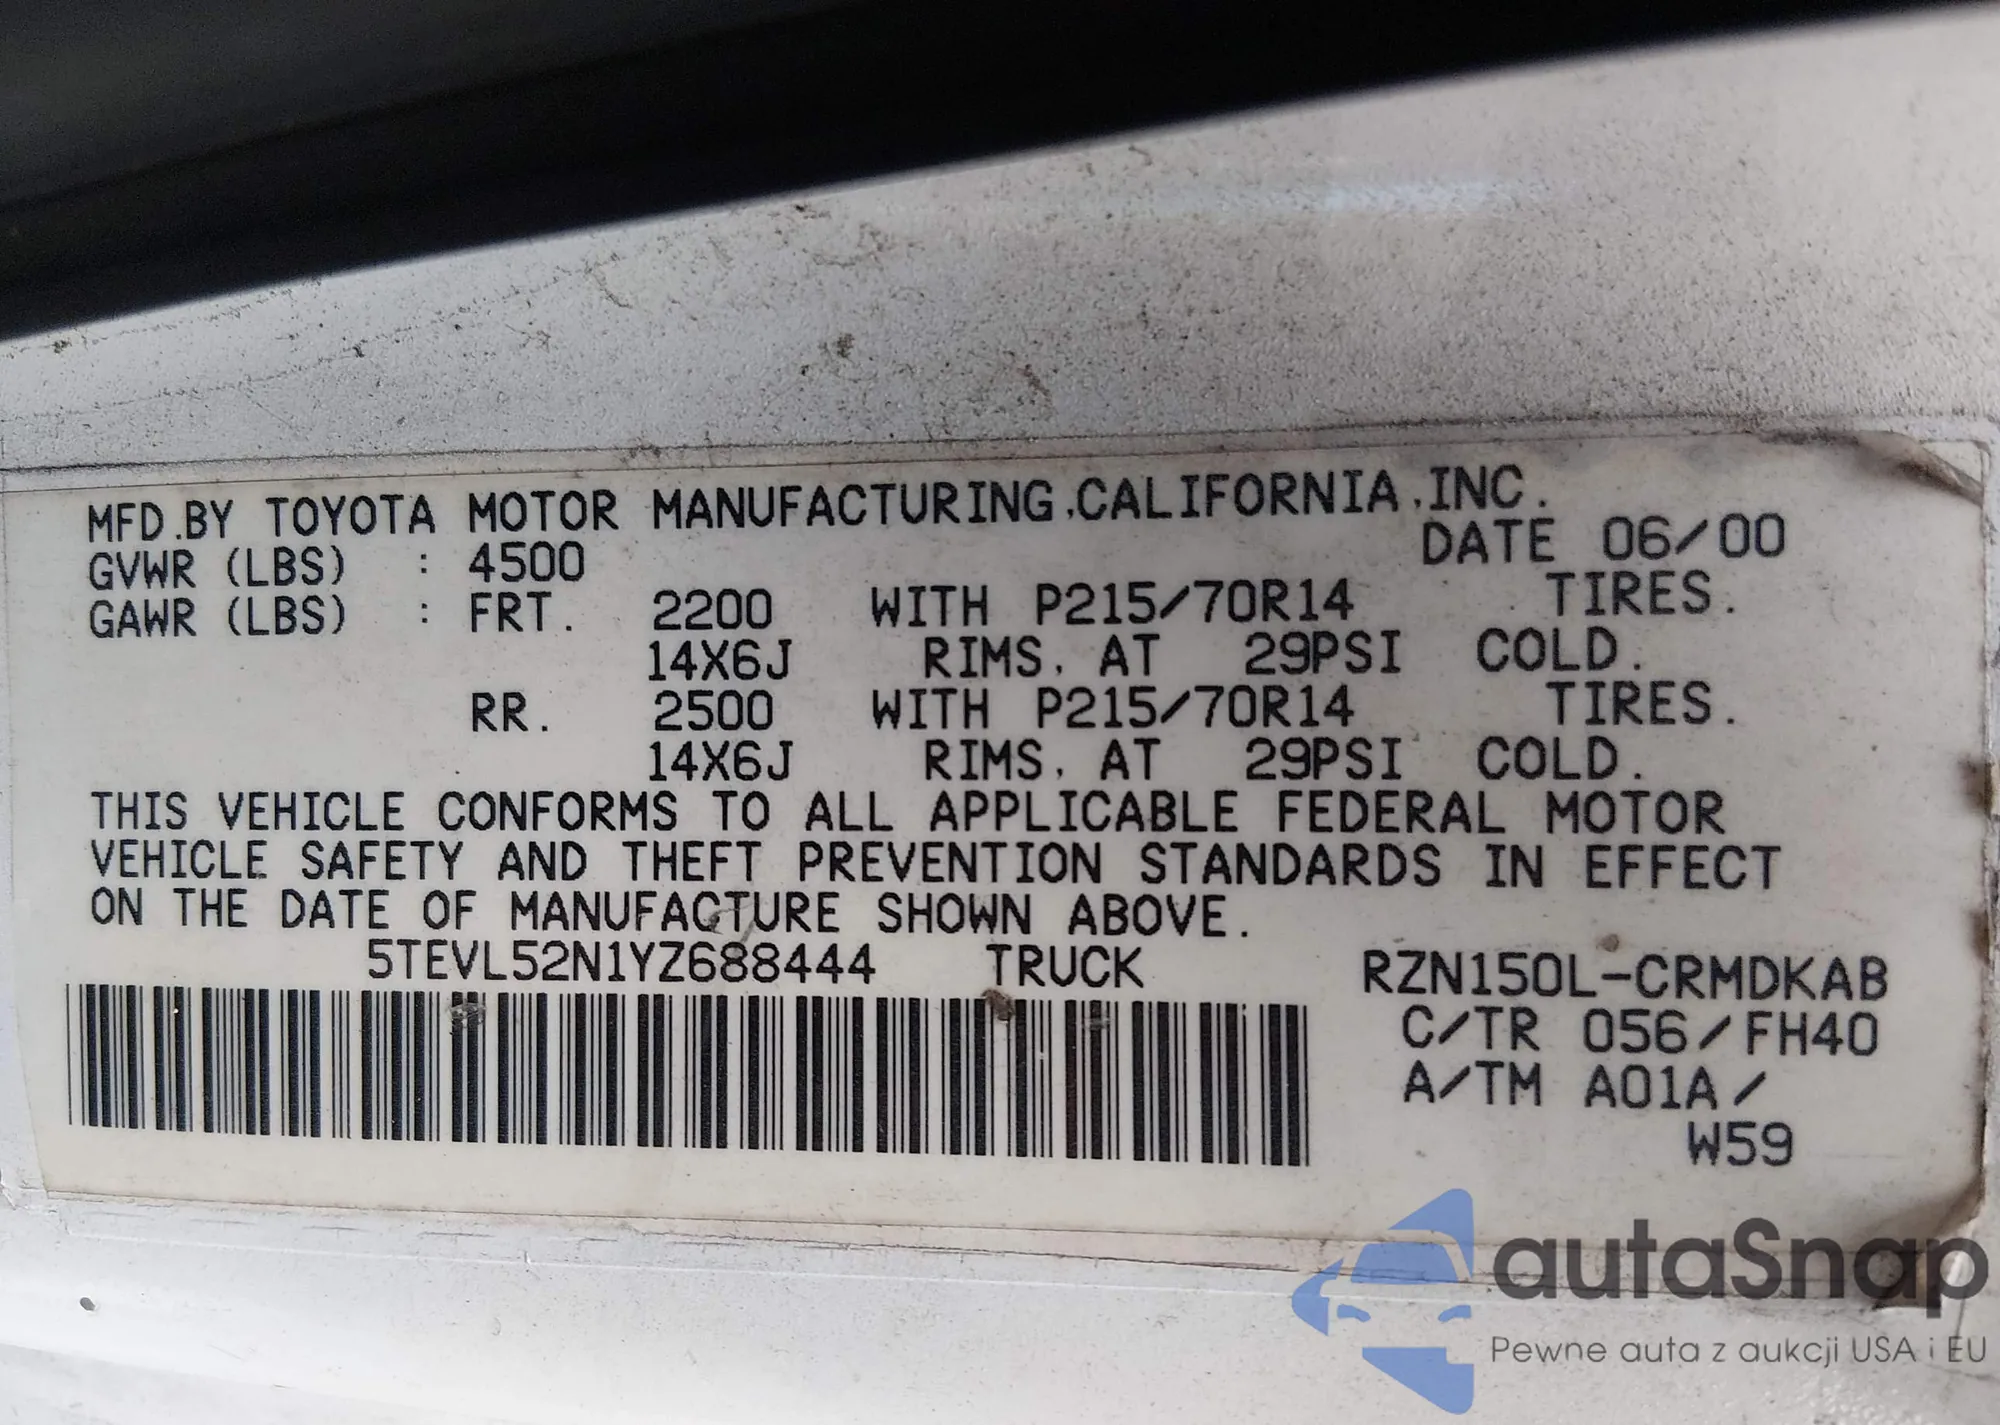 MFD.BY TOYOTA MOTOR MANUFACTURING,CALIFORNIA,INC.
DATE 06/00
GVWR (LBS) : 4500
GAWR (LBS) : FRT. 2200 WITH P215/70R14 TIRES.
14X6J RIMS, AT 29PSI COLD.
RR. 2500 WITH P215/70R14 TIRES.
14X6J RIMS, AT 29PSI COLD.
THIS VEHICLE CONFORMS TO ALL APPLICABLE FEDERAL MOTOR
VEHICLE SAFETY AND THEFT PREVENTION STANDARDS IN EFFECT
ON THE DATE OF MANUFACTURE SHOWN ABOVE.
5TEVL52N1YZ688444 TRUCK RZN150L-CRMDKAB
C/TR 056/FH40
A/TM A01A/
W59
autaSnap
Pewne auta z aukcji USA i EU